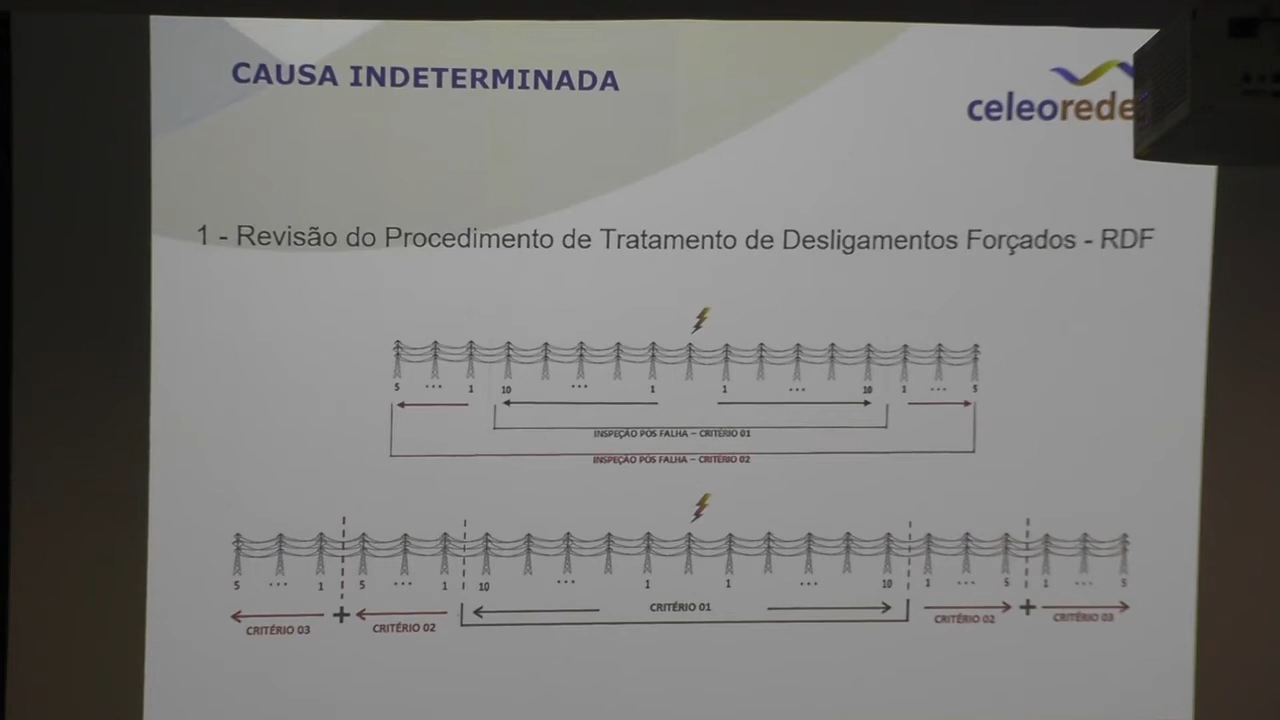 CAUSA INDETERMINADA
celeorede
1 - Revisão do Procedimento de Tratamento de Desligamentos Forçados - RDF
5 ... 1 10 ... 1 1 ... 10 1 ... 5
INSPEÇÃO PÓS FALHA – CRITÉRIO 01
INSPEÇÃO PÓS FALHA – CRITÉRIO 02
5 ... 1 5 ... 1 10 ... 1 1 ... 10 1 ... 5 1 ... 5
CRITÉRIO 03 + CRITÉRIO 02 CRITÉRIO 01 CRITÉRIO 02 + CRITÉRIO 03